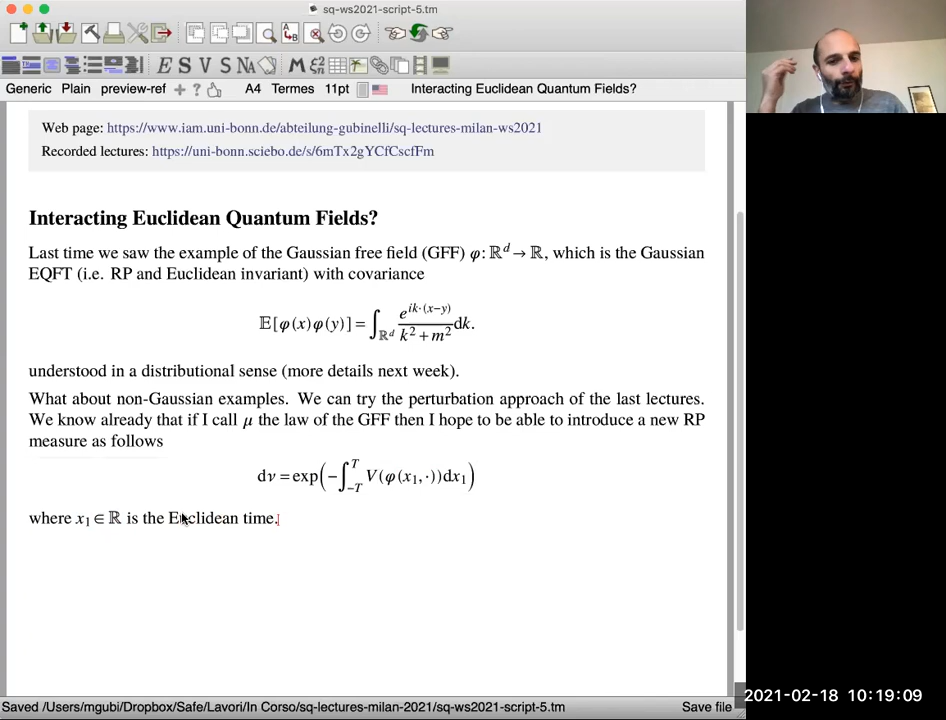 sq-ws2021-script-5.tm
E S V S NA
Generic Plain preview-ref + ? A4 Termes 11pt Interacting Euclidean Quantum Fields?
Web page: https://www.iam.uni-bonn.de/abteilung-gubinelli/sq-lectures-milan-ws2021
Recorded lectures: https://uni-bonn.sciebo.de/s/6mTx2gYCfCscfFm
Interacting Euclidean Quantum Fields?
Last time we saw the example of the Gaussian free field (GFF) φ: ℝ^d → ℝ, which is the Gaussian
EQFT (i.e. RP and Euclidean invariant) with covariance
𝔼[φ(x)φ(y)] = ∫_{ℝ^d} e^{ik·(x−y)}/(k²+m²) dk.
understood in a distributional sense (more details next week).
What about non-Gaussian examples. We can try the perturbation approach of the last lectures.
We know already that if I call μ the law of the GFF then I hope to be able to introduce a new RP
measure as follows
dν = exp(−∫_{−T}^{T} V(φ(x₁,·))dx₁)
where x₁ ∈ ℝ is the Euclidean time.
Saved /Users/mgubi/Dropbox/Safe/Lavori/In Corso/sq-lectures-milan-2021/sq-ws2021-script-5.tm Save file
2021-02-18 10:19:09